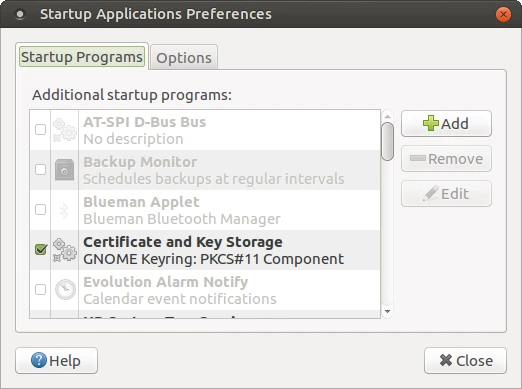 Startup Applications Preferences
Startup Programs
Options
Additional startup programs:
AT-SPI D-Bus Bus
No description
Backup Monitor
Schedules backups at regular intervals
Blueman Applet
Blueman Bluetooth Manager
Certificate and Key Storage
GNOME Keyring: PKCS#11 Component
Evolution Alarm Notify
Calendar event notifications
Add
Remove
Edit
Help
Close